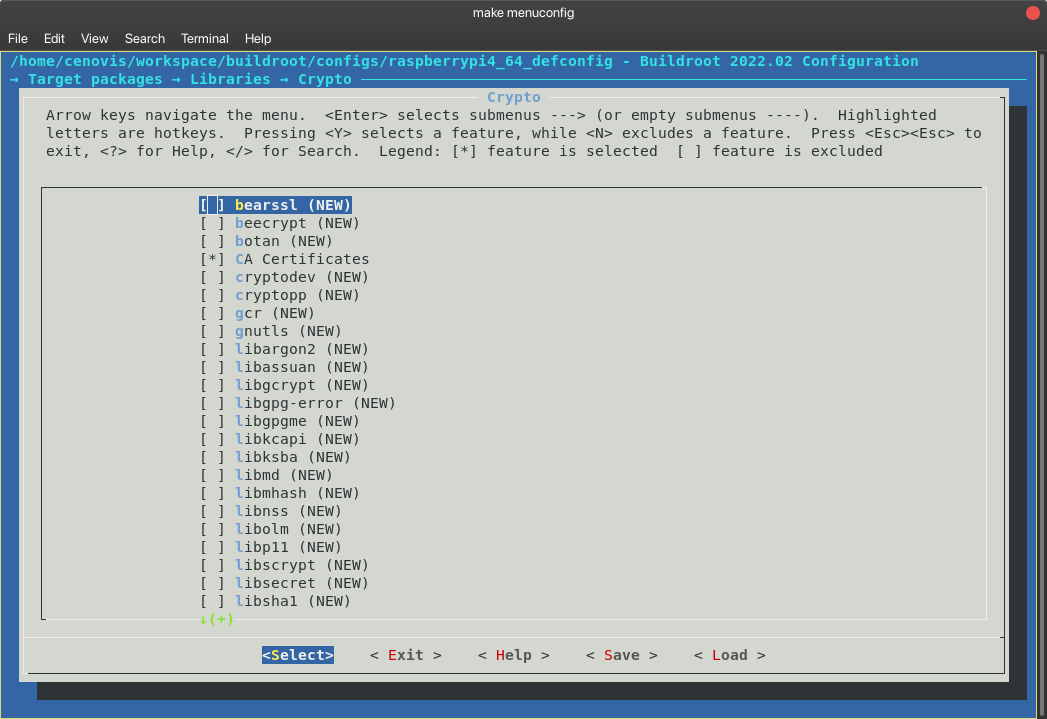 make menuconfig
File Edit View Search Terminal Help
/home/cenovis/workspace/buildroot/configs/raspberrypi4_64_defconfig - Buildroot 2022.02 Configuration
→ Target packages → Libraries → Crypto
Crypto
Arrow keys navigate the menu.  <Enter> selects submenus ---> (or empty submenus ----).  Highlighted
letters are hotkeys.  Pressing <Y> selects a feature, while <N> excludes a feature.  Press <Esc><Esc> to
exit, <?> for Help, </> for Search.  Legend: [*] feature is selected  [ ] feature is excluded
[ ] bearssl (NEW)
[ ] beecrypt (NEW)
[ ] botan (NEW)
[*] CA Certificates
[ ] cryptodev (NEW)
[ ] cryptopp (NEW)
[ ] gcr (NEW)
[ ] gnutls (NEW)
[ ] libargon2 (NEW)
[ ] libassuan (NEW)
[ ] libgcrypt (NEW)
[ ] libgpg-error (NEW)
[ ] libgpgme (NEW)
[ ] libkcapi (NEW)
[ ] libksba (NEW)
[ ] libmd (NEW)
[ ] libmhash (NEW)
[ ] libnss (NEW)
[ ] libolm (NEW)
[ ] libp11 (NEW)
[ ] libscrypt (NEW)
[ ] libsecret (NEW)
[ ] libsha1 (NEW)
↓(+)
<Select>    < Exit >    < Help >    < Save >    < Load >